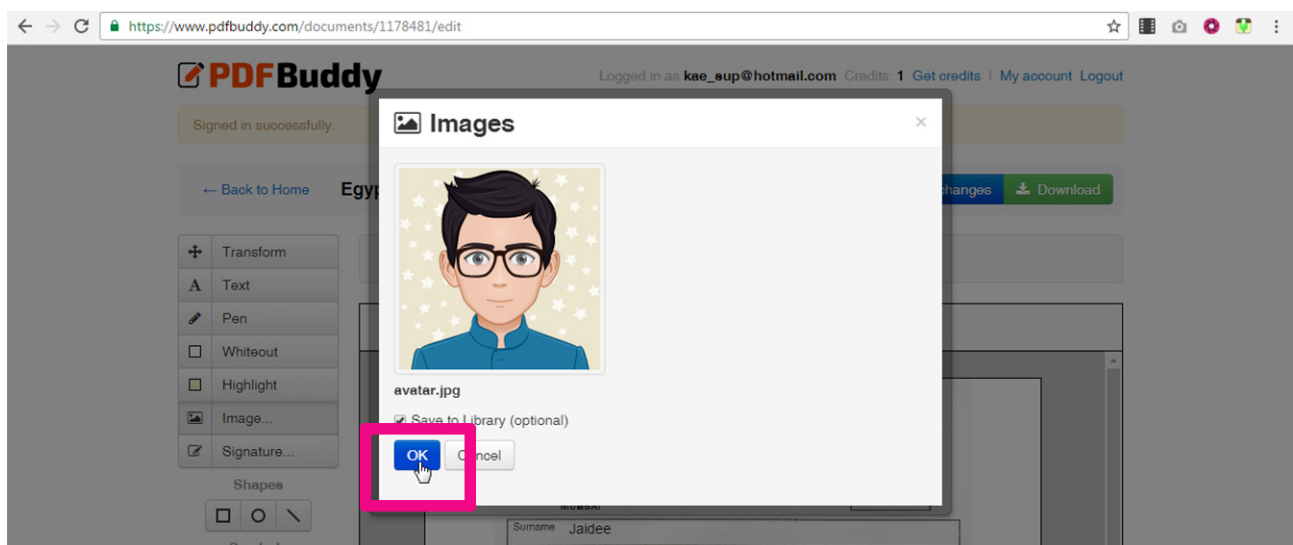 https://www.pdfbuddy.com/documents/1178481/edit
PDFBuddy
Logged in as kae_sup@hotmail.com Credits: 1 Get credits | My account Logout
Signed in successfully.
Images
×
← Back to Home
Egyp
changes
Download
Transform
A Text
Pen
Whiteout
Highlight
Image...
Signature...
Shapes
avatar.jpg
Save to Library (optional)
OK
Cancel
MUMBAI
Surname Jaidee